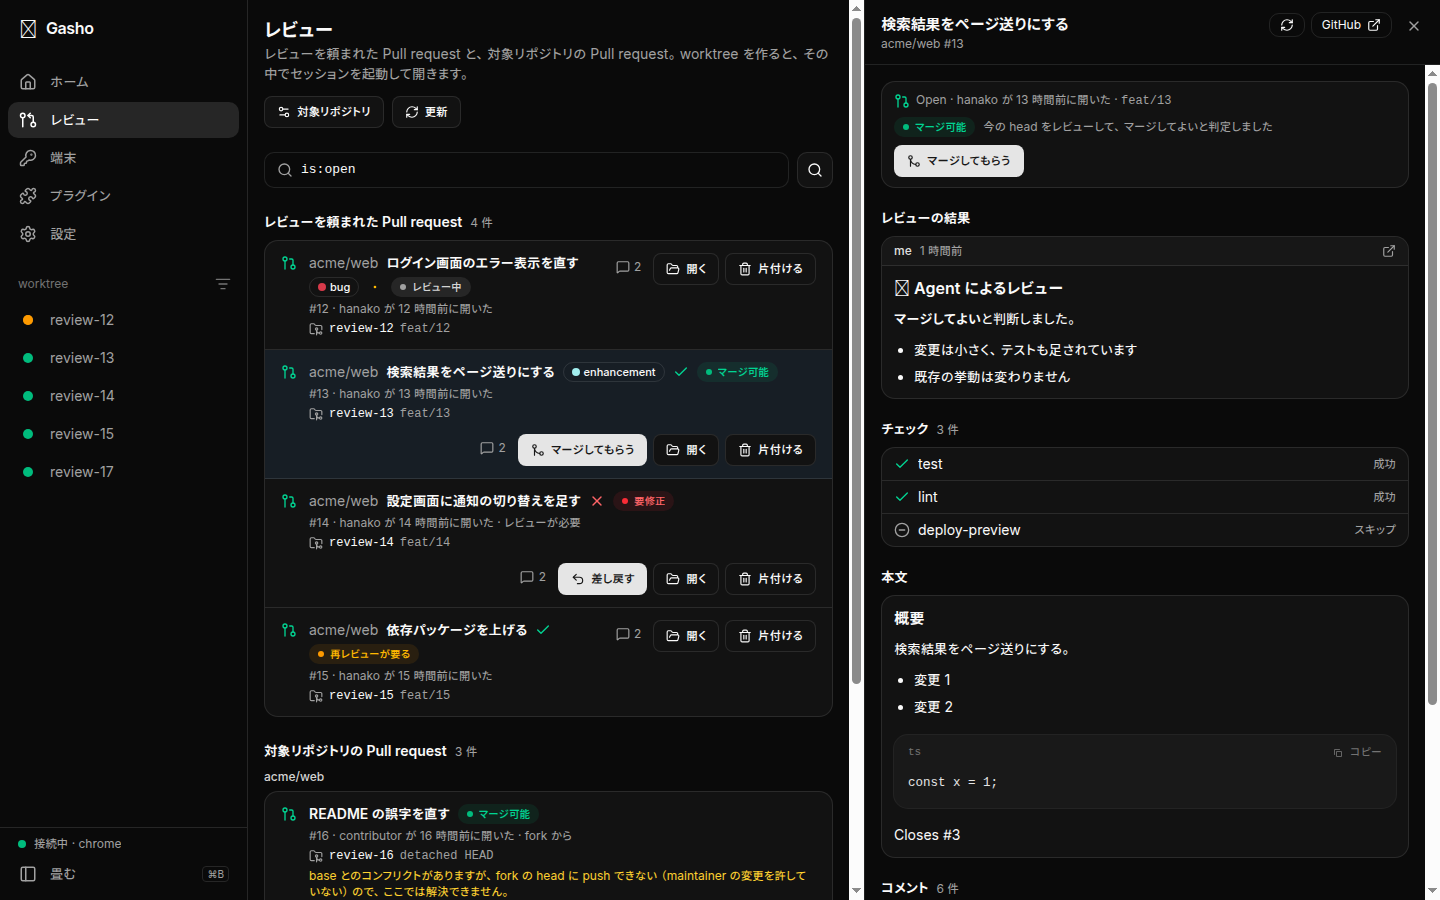 Gasho
ホーム
レビュー
端末
プラグイン
設定
worktree
review-12
review-13
review-14
review-15
review-17
接続中 · chrome
畳む
⌘B
レビュー
レビューを頼まれた Pull request と、対象リポジトリの Pull request。worktree を作ると、その
中でセッションを起動して開きます。
対象リポジトリ
更新
is:open
レビューを頼まれた Pull request 4 件
acme/web ログイン画面のエラー表示を直す
2
開く
片付ける
bug
レビュー中
#12 · hanako が 12 時間前に開いた
review-12 feat/12
acme/web 検索結果をページ送りにする enhancement マージ可能
#13 · hanako が 13 時間前に開いた
review-13 feat/13
2
マージしてもらう
開く
片付ける
acme/web 設定画面に通知の切り替えを足す 要修正
#14 · hanako が 14 時間前に開いた · レビューが必要
review-14 feat/14
2
差し戻す
開く
片付ける
acme/web 依存パッケージを上げる
2
開く
片付ける
再レビューが要る
#15 · hanako が 15 時間前に開いた
review-15 feat/15
対象リポジトリの Pull request 3 件
acme/web
README の誤字を直す マージ可能
#16 · contributor が 16 時間前に開いた · fork から
review-16 detached HEAD
base とのコンフリクトがありますが、fork の head に push できない（maintainer の変更を許して
いない）ので、ここでは解決できません。
検索結果をページ送りにする
acme/web #13
GitHub
Open · hanako が 13 時間前に開いた · feat/13
マージ可能 今の head をレビューして、マージしてよいと判定しました
マージしてもらう
レビューの結果
me 1 時間前
Agent によるレビュー
マージしてよいと判断しました。
• 変更は小さく、テストも足されています
• 既存の挙動は変わりません
チェック 3 件
test 成功
lint 成功
deploy-preview スキップ
本文
概要
検索結果をページ送りにする。
• 変更 1
• 変更 2
ts
コピー
const x = 1;
Closes #3
コメント 6 件